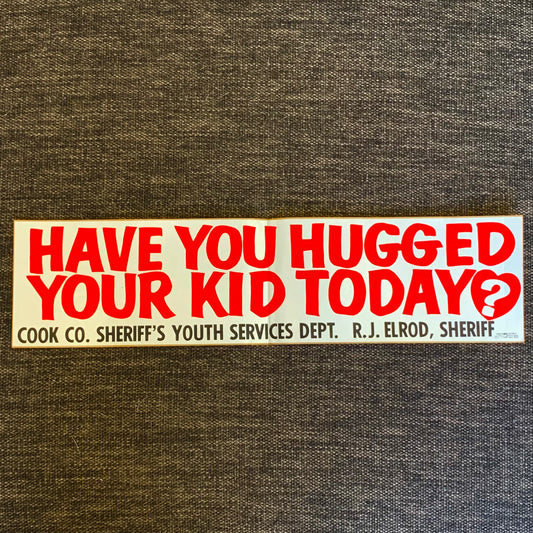 HAVE YOU HUGGED
YOUR KID TODAY?
COOK CO. SHERIFF'S YOUTH SERVICES DEPT. R.J. ELROD, SHERIFF